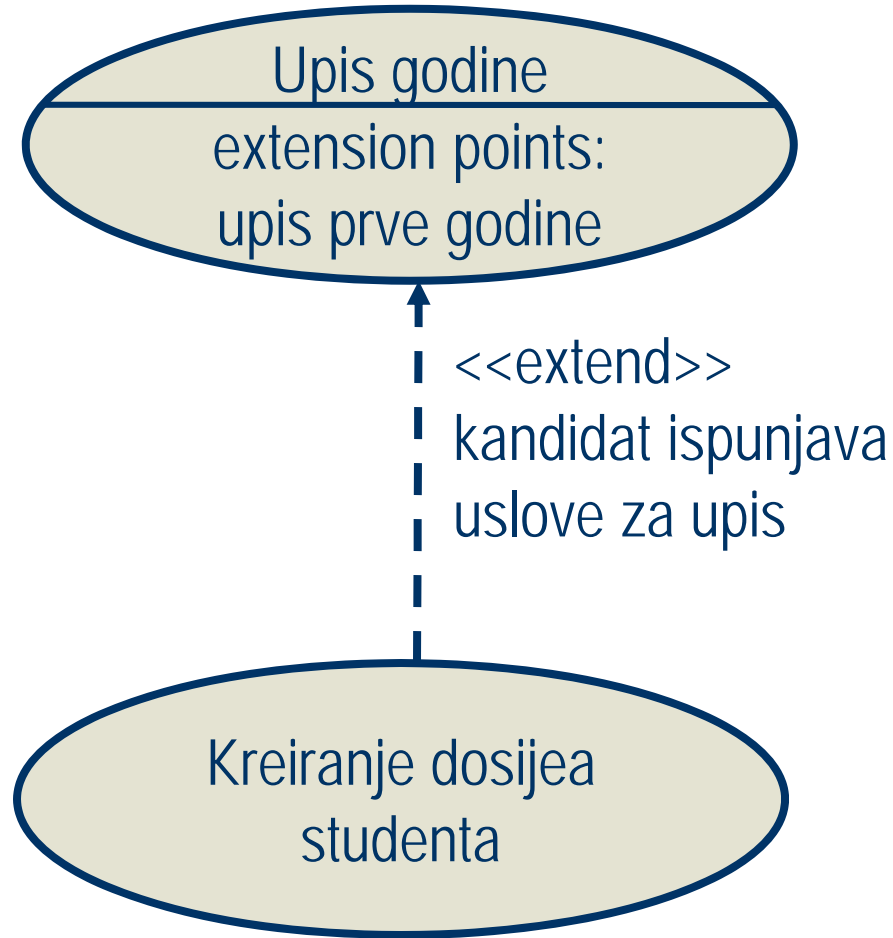 Upis godine
extension points:
upis prve godine
<<extend>>
kandidat ispunjava
uslove za upis
Kreiranje dosijea
studenta